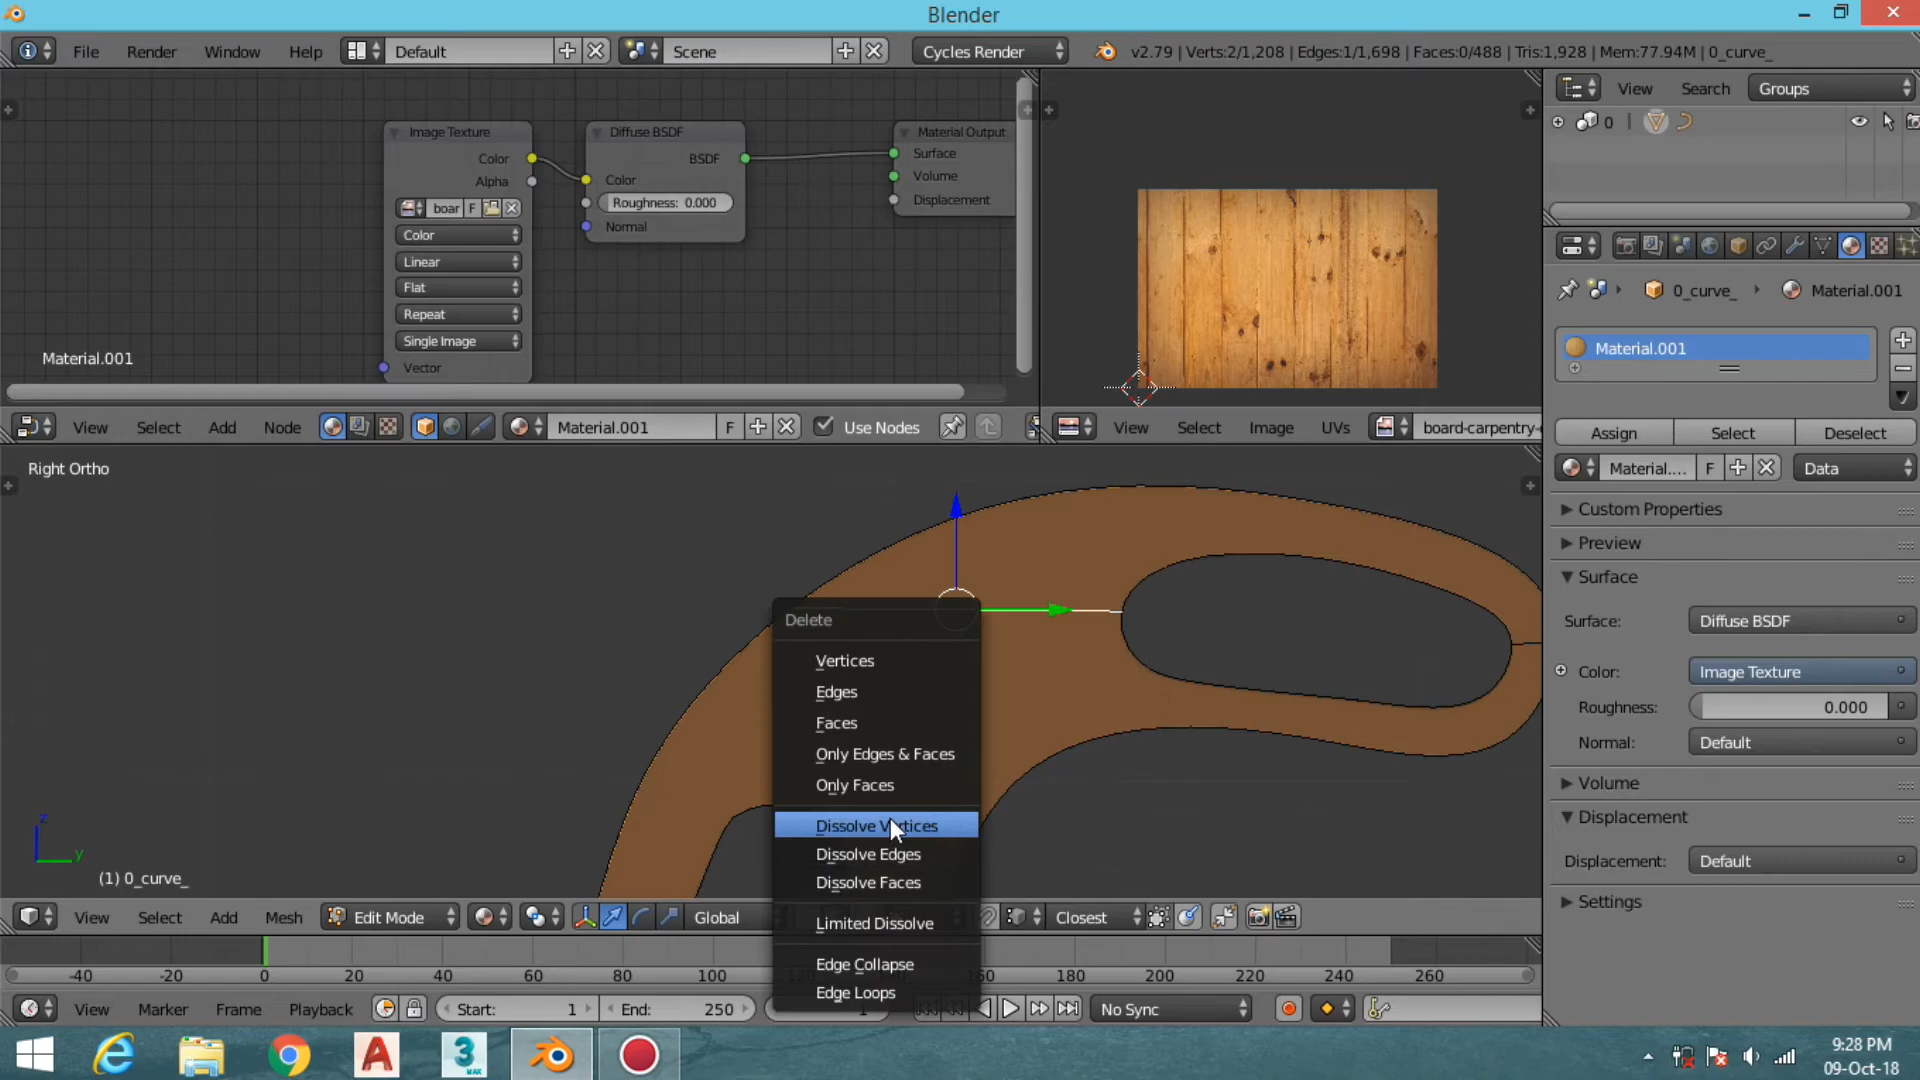 Blender
File Render Window Help Default Scene Cycles Render v2.79 | Verts:2/1,208 | Edges:1/1,698 | Faces:0/488 | Tris:1,928 | Mem:77.94M | 0_curve_
View Search Groups
0
Image Texture
Color
Alpha
boar F
Color
Linear
Flat
Repeat
Single Image
Vector
Diffuse BSDF
BSDF
Color
Roughness: 0.000
Normal
Material Output
Surface
Volume
Displacement
Material.001
View Select Add Node Material.001 F Use Nodes
View Select Image UVs board-carpentry-
0_curve_ Material.001
Material.001
Assign Select Deselect
Material.... F Data
Custom Properties
Preview
Surface
Surface: Diffuse BSDF
Color: Image Texture
Roughness: 0.000
Normal: Default
Volume
Displacement
Displacement: Default
Settings
Right Ortho
Delete
Vertices
Edges
Faces
Only Edges & Faces
Only Faces
Dissolve Vertices
Dissolve Edges
Dissolve Faces
Limited Dissolve
Edge Collapse
Edge Loops
z
y
(1) 0_curve_
View Select Add Mesh Edit Mode Global Closest
-40 -20 0 20 40 60 80 100 160 180 200 220 240 260
View Marker Frame Playback Start: 1 End: 250 1 No Sync
9:28 PM
09-Oct-18